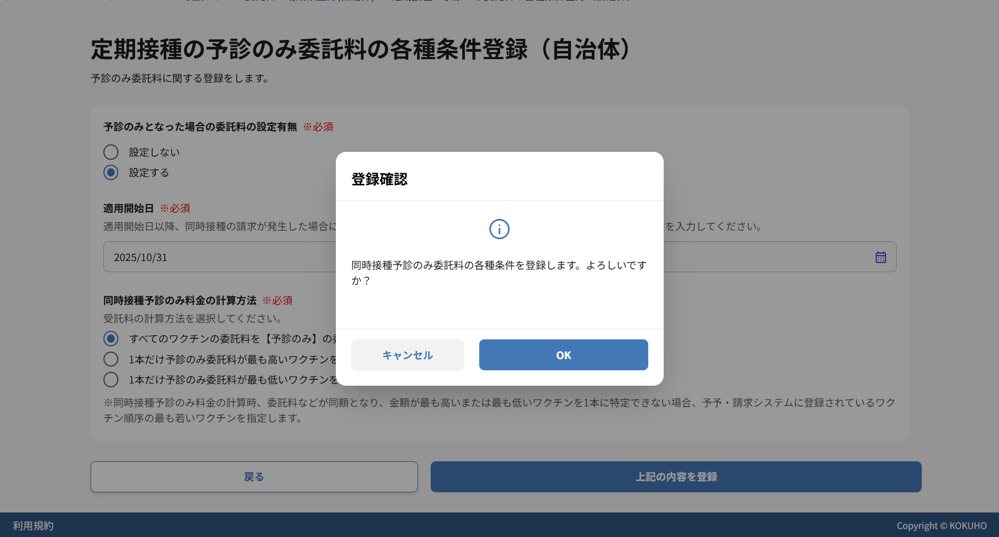 定期接種の予診のみ委託料の各種条件登録（自治体）
予診のみ委託料に関する登録をします。
予診のみとなった場合の委託料の設定有無 ※必須
設定しない
設定する
適用開始日 ※必須
適用開始日以降、同時接種の請求が発生した場合に
を入力してください。
2025/10/31
同時接種予診のみ料金の計算方法 ※必須
受託料の計算方法を選択してください。
すべてのワクチンの委託料を【予診のみ】の
1本だけ予診のみ委託料が最も高いワクチンを
1本だけ予診のみ委託料が最も低いワクチンを
※同時接種予診のみ料金の計算時、委託料などが同額となり、金額が最も高いまたは最も低いワクチンを1本に特定できない場合、予予・請求システムに登録されているワク
チン順序の最も若いワクチンを指定します。
登録確認
同時接種予診のみ委託料の各種条件を登録します。よろしいです
か？
キャンセル
OK
戻る
上記の内容を登録
利用規約
Copyright © KOKUHO